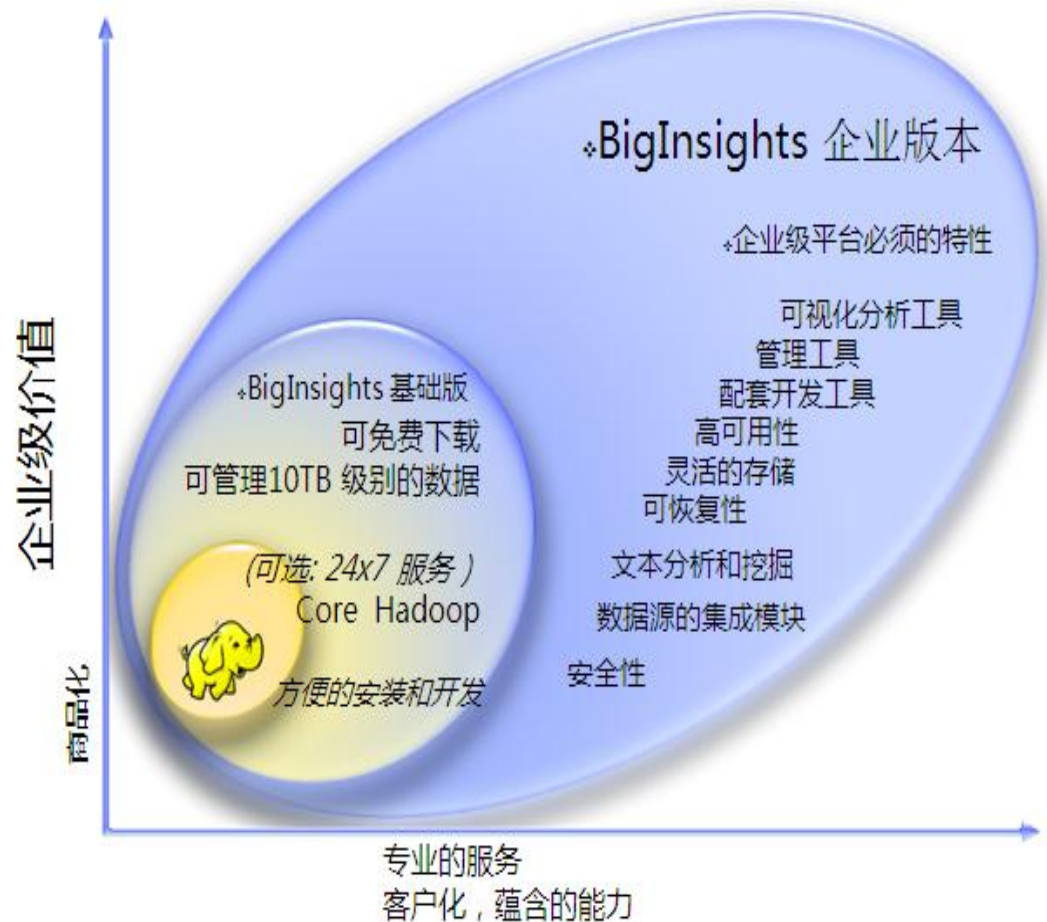 BigInsights 企业版本
企业级平台必须的特性
可视化分析工具
管理工具
配套开发工具
高可用性
灵活的存储
可恢复性
文本分析和挖掘
数据源的集成模块
安全性
BigInsights 基础版
可免费下载
可管理10TB 级别的数据
(可选: 24x7 服务 )
Core Hadoop
方便的安装和开发
企业级价值
商品化
专业的服务
客户化，蕴含的能力